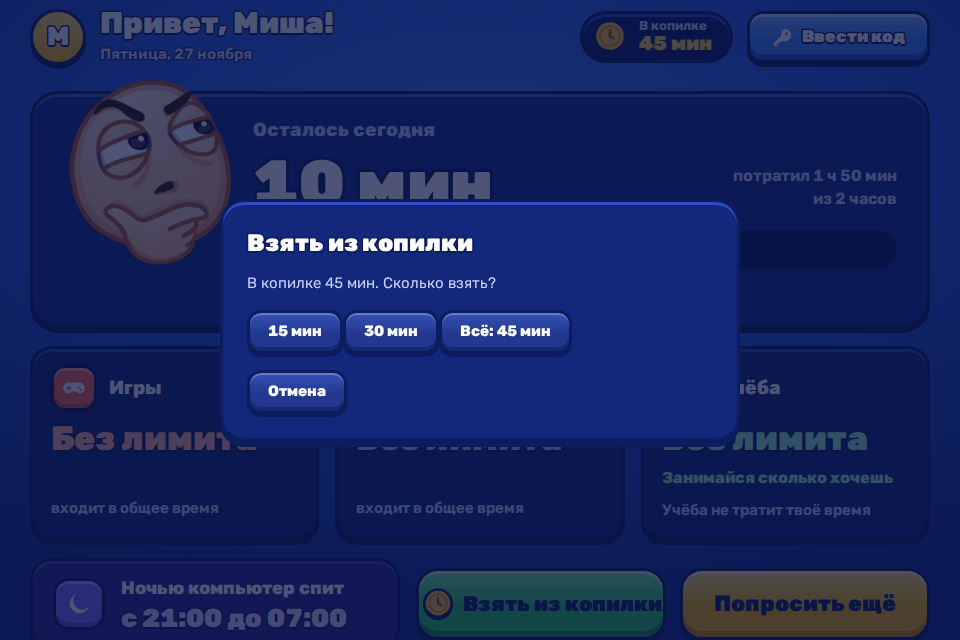 М
Привет, Миша!
Пятница, 27 ноября
В копилке
45 мин
Ввести код
Осталось сегодня
10 мин
потратил 1 ч 50 мин
из 2 часов
Взять из копилки
В копилке 45 мин. Сколько взять?
15 мин
30 мин
Всё: 45 мин
Отмена
Игры
Без лимита
входит в общее время
входит в общее время
чёба
лимита
Занимайся сколько хочешь
Учёба не тратит твоё время
Ночью компьютер спит
с 21:00 до 07:00
Взять из копилки
Попросить ещё